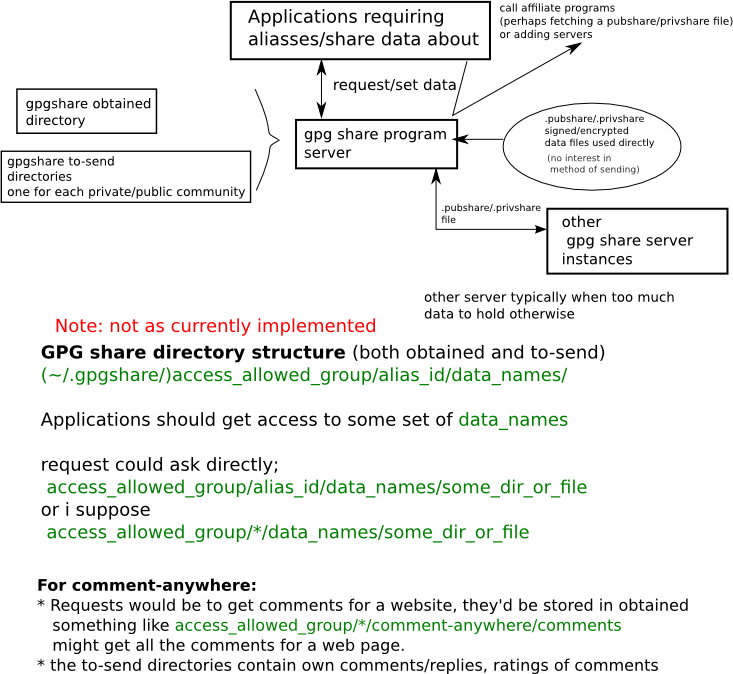 Applications requiring
aliasses/share data about
call affiliate programs
(perhaps fetching a pubshare/privshare file)
or adding servers
request/set data
gpgshare obtained
directory
gpgshare to-send
directories
one for each private/public community
gpg share program
server
.pubshare/.privshare
signed/encrypted
data files used directly
(no interest in
method of sending)
.pubshare/.privshare
file
other
gpg share server
instances
other server typically when too much
data to hold otherwise
Note: not as currently implemented
GPG share directory structure (both obtained and to-send)
(~/.gpgshare/)access_allowed_group/alias_id/data_names/
Applications should get access to some set of data_names
request could ask directly;
access_allowed_group/alias_id/data_names/some_dir_or_file
or i suppose
access_allowed_group/*/data_names/some_dir_or_file
For comment-anywhere:
* Requests would be to get comments for a website, they'd be stored in obtained
something like access_allowed_group/*/comment-anywhere/comments
might get all the comments for a web page.
* the to-send directories contain own comments/replies, ratings of comments